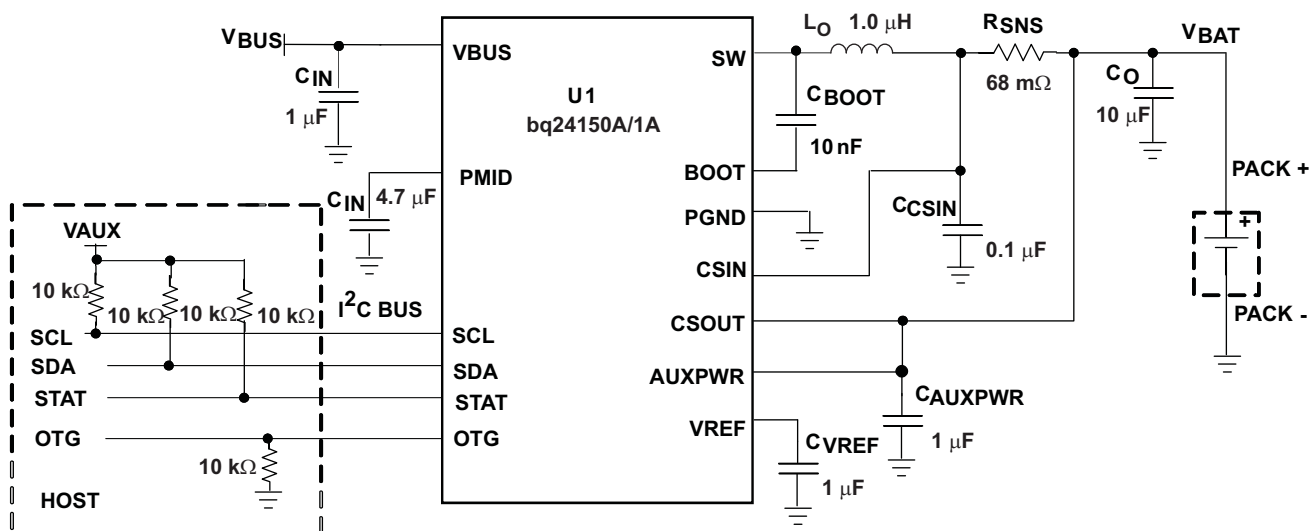 VBUS
CIN
1 μF
VBUS
U1
bq24150A/1A
SW
LO 1.0 μH
RSNS
68 mΩ
VBAT
CO
10 μF
CBOOT
10 nF
BOOT
PMID
CIN
4.7 μF
PGND
CCSIN
0.1 μF
CSIN
PACK +
+
PACK -
VAUX
10 kΩ
10 kΩ
10 kΩ
I2C BUS
SCL
SCL
CSOUT
SDA
SDA
AUXPWR
CAUXPWR
1 μF
STAT
STAT
VREF
CVREF
1 μF
OTG
OTG
10 kΩ
HOST